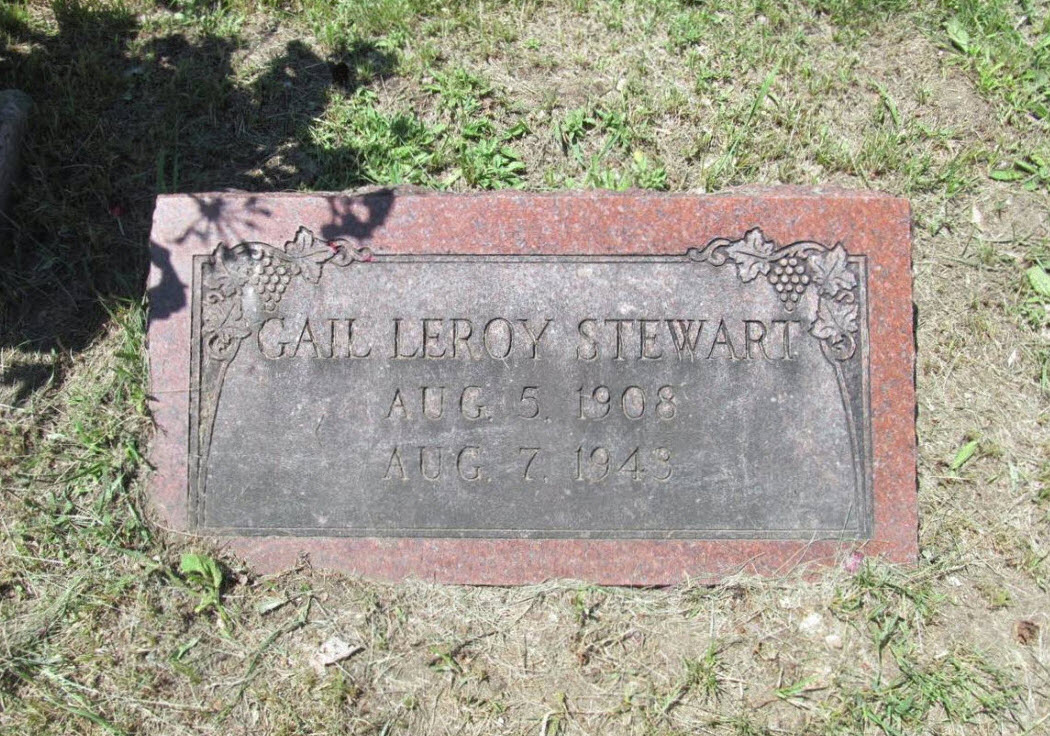 GAIL LEROY STEWART
AUG. 5. 1908
AUG. 7. 1943